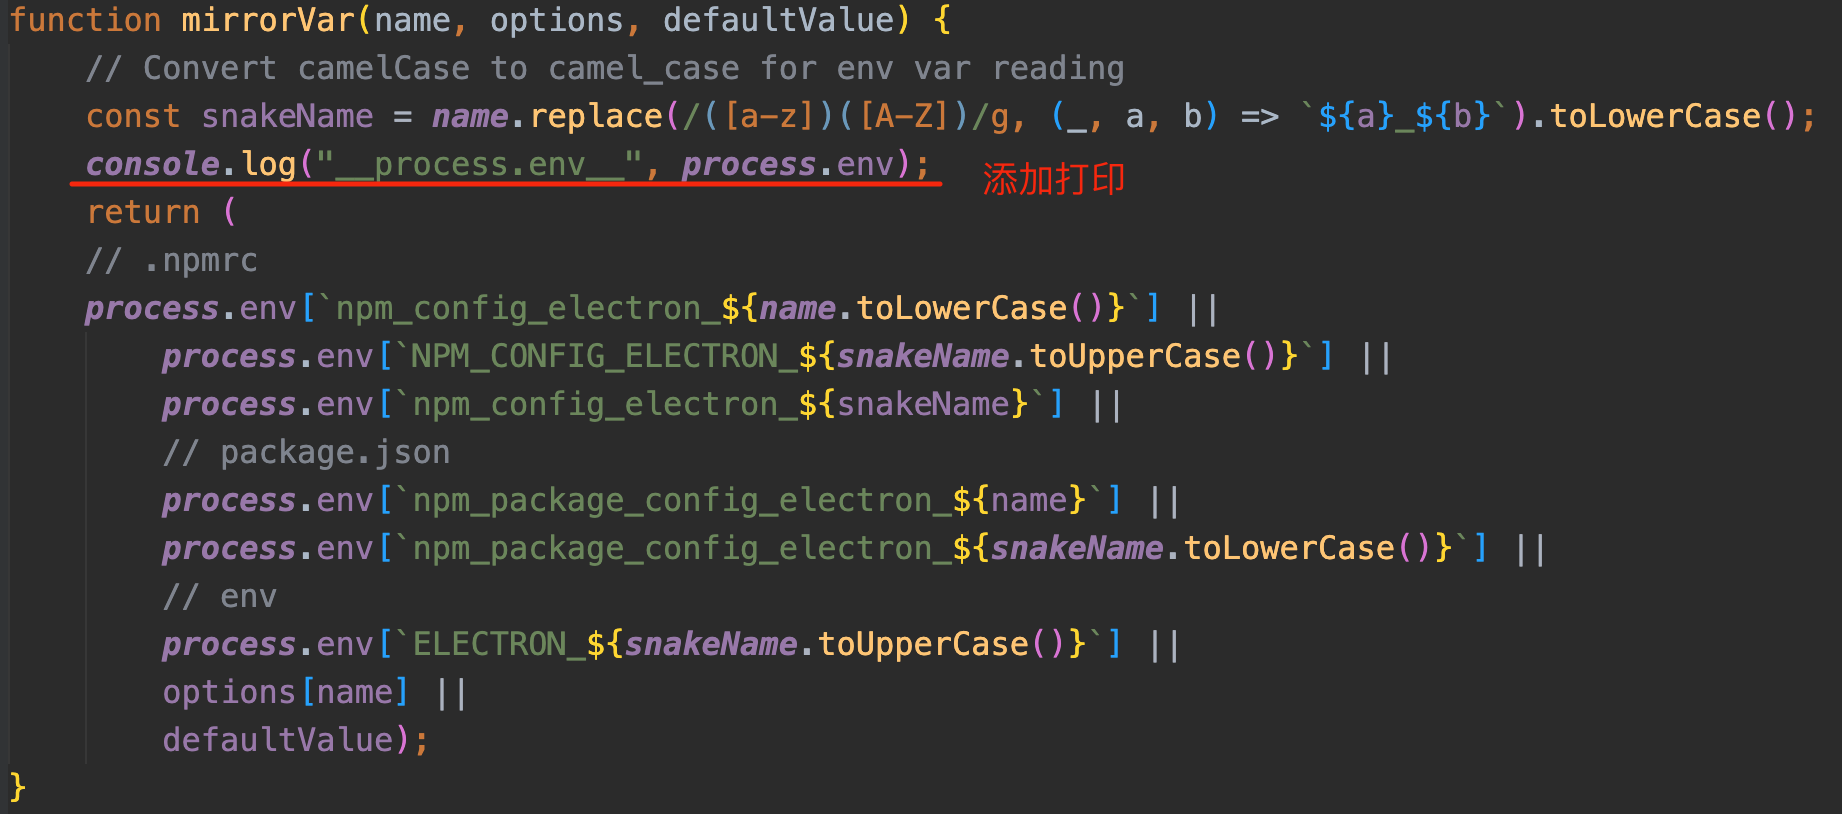 function mirrorVar(name, options, defaultValue) {
    // Convert camelCase to camel_case for env var reading
    const snakeName = name.replace(/([a-z])([A-Z])/g, (_, a, b) => `${a}_${b}`).toLowerCase();
    console.log("__process.env__", process.env); 添加打印
    return (
    // .npmrc
    process.env[`npm_config_electron_${name.toLowerCase()}`] ||
        process.env[`NPM_CONFIG_ELECTRON_${snakeName.toUpperCase()}`] ||
        process.env[`npm_config_electron_${snakeName}`] ||
        // package.json
        process.env[`npm_package_config_electron_${name}`] ||
        process.env[`npm_package_config_electron_${snakeName.toLowerCase()}`] ||
        // env
        process.env[`ELECTRON_${snakeName.toUpperCase()}`] ||
        options[name] ||
        defaultValue);
}